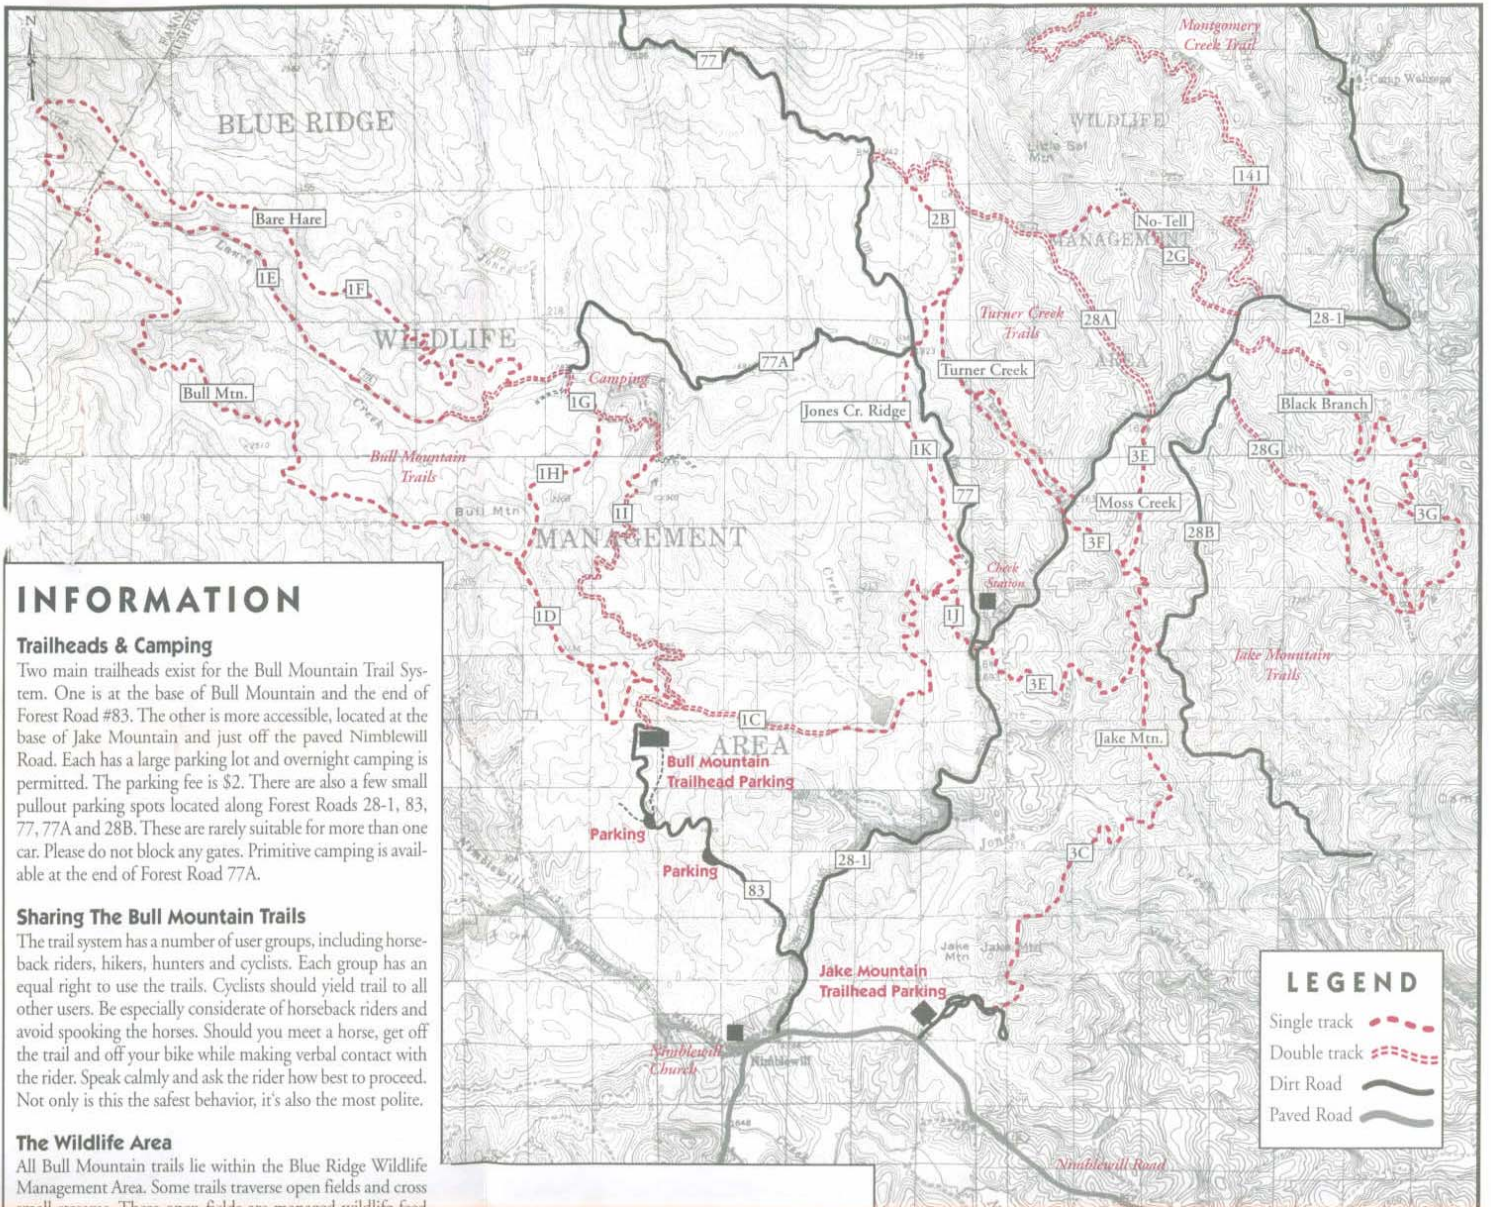 N
77
Montgomery
Creek Trail
Camp Wahsega
BLUE RIDGE
WILDLIFE
Little Sal
Mtn
141
Bare Hare
2B
No-Tell
MANAGEMENT
2G
1E
1F
Turner Creek
Trails
28A
28-1
WILDLIFE
AREA
77A
Turner Creek
Bull Mtn.
Camping
1G
Jones Cr. Ridge
Black Branch
Creek
Bull Mountain
Trails
1K
3E
28G
1H
77
Moss Creek
1I
Bull Mtn
3G
28B
MANAGEMENT
3F
Check
Station
Creek
1D
1J
INFORMATION
Trailheads & Camping
Two main trailheads exist for the Bull Mountain Trail Sys-
tem. One is at the base of Bull Mountain and the end of
Forest Road #83. The other is more accessible, located at the
base of Jake Mountain and just off the paved Nimblewill
Road. Each has a large parking lot and overnight camping is
permitted. The parking fee is $2. There are also a few small
pullout parking spots located along Forest Roads 28-1, 83,
77, 77A and 28B. These are rarely suitable for more than one
car. Please do not block any gates. Primitive camping is avail-
able at the end of Forest Road 77A.
Jake Mountain
Trails
3E
1C
AREA
Jake Mtn.
Bull Mountain
Trailhead Parking
Parking
Parking
28-1
3C
83
Jones
Creek
Sharing The Bull Mountain Trails
The trail system has a number of user groups, including horse-
back riders, hikers, hunters and cyclists. Each group has an
equal right to use the trails. Cyclists should yield trail to all
other users. Be especially considerate of horseback riders and
avoid spooking the horses. Should you meet a horse, get off
the trail and off your bike while making verbal contact with
the rider. Speak calmly and ask the rider how best to proceed.
Not only is this the safest behavior, it's also the most polite.
Jake
Mtn
Jake Mountain
Trailhead Parking
Nimblewill
Church
Nimblewill
Nimblewill Road
LEGEND
Single track
Double track
Dirt Road
Paved Road
The Wildlife Area
All Bull Mountain trails lie within the Blue Ridge Wildlife
Management Area. Some trails traverse open fields and cross